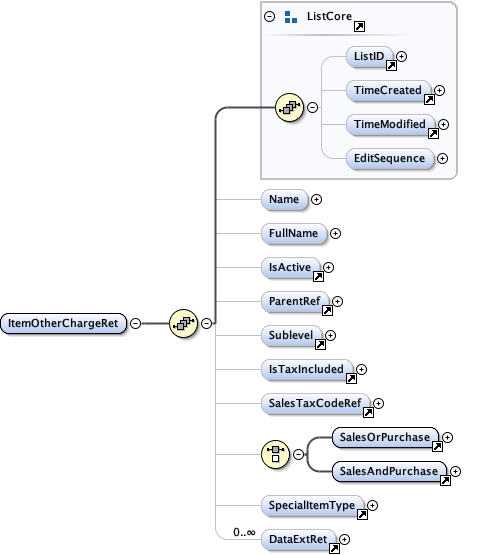 ListCore
ListID
TimeCreated
TimeModified
EditSequence
Name
FullName
IsActive
ParentRef
ItemOtherChargeRet
Sublevel
IsTaxIncluded
SalesTaxCodeRef
SalesOrPurchase
SalesAndPurchase
SpecialItemType
0..∞
DataExtRet